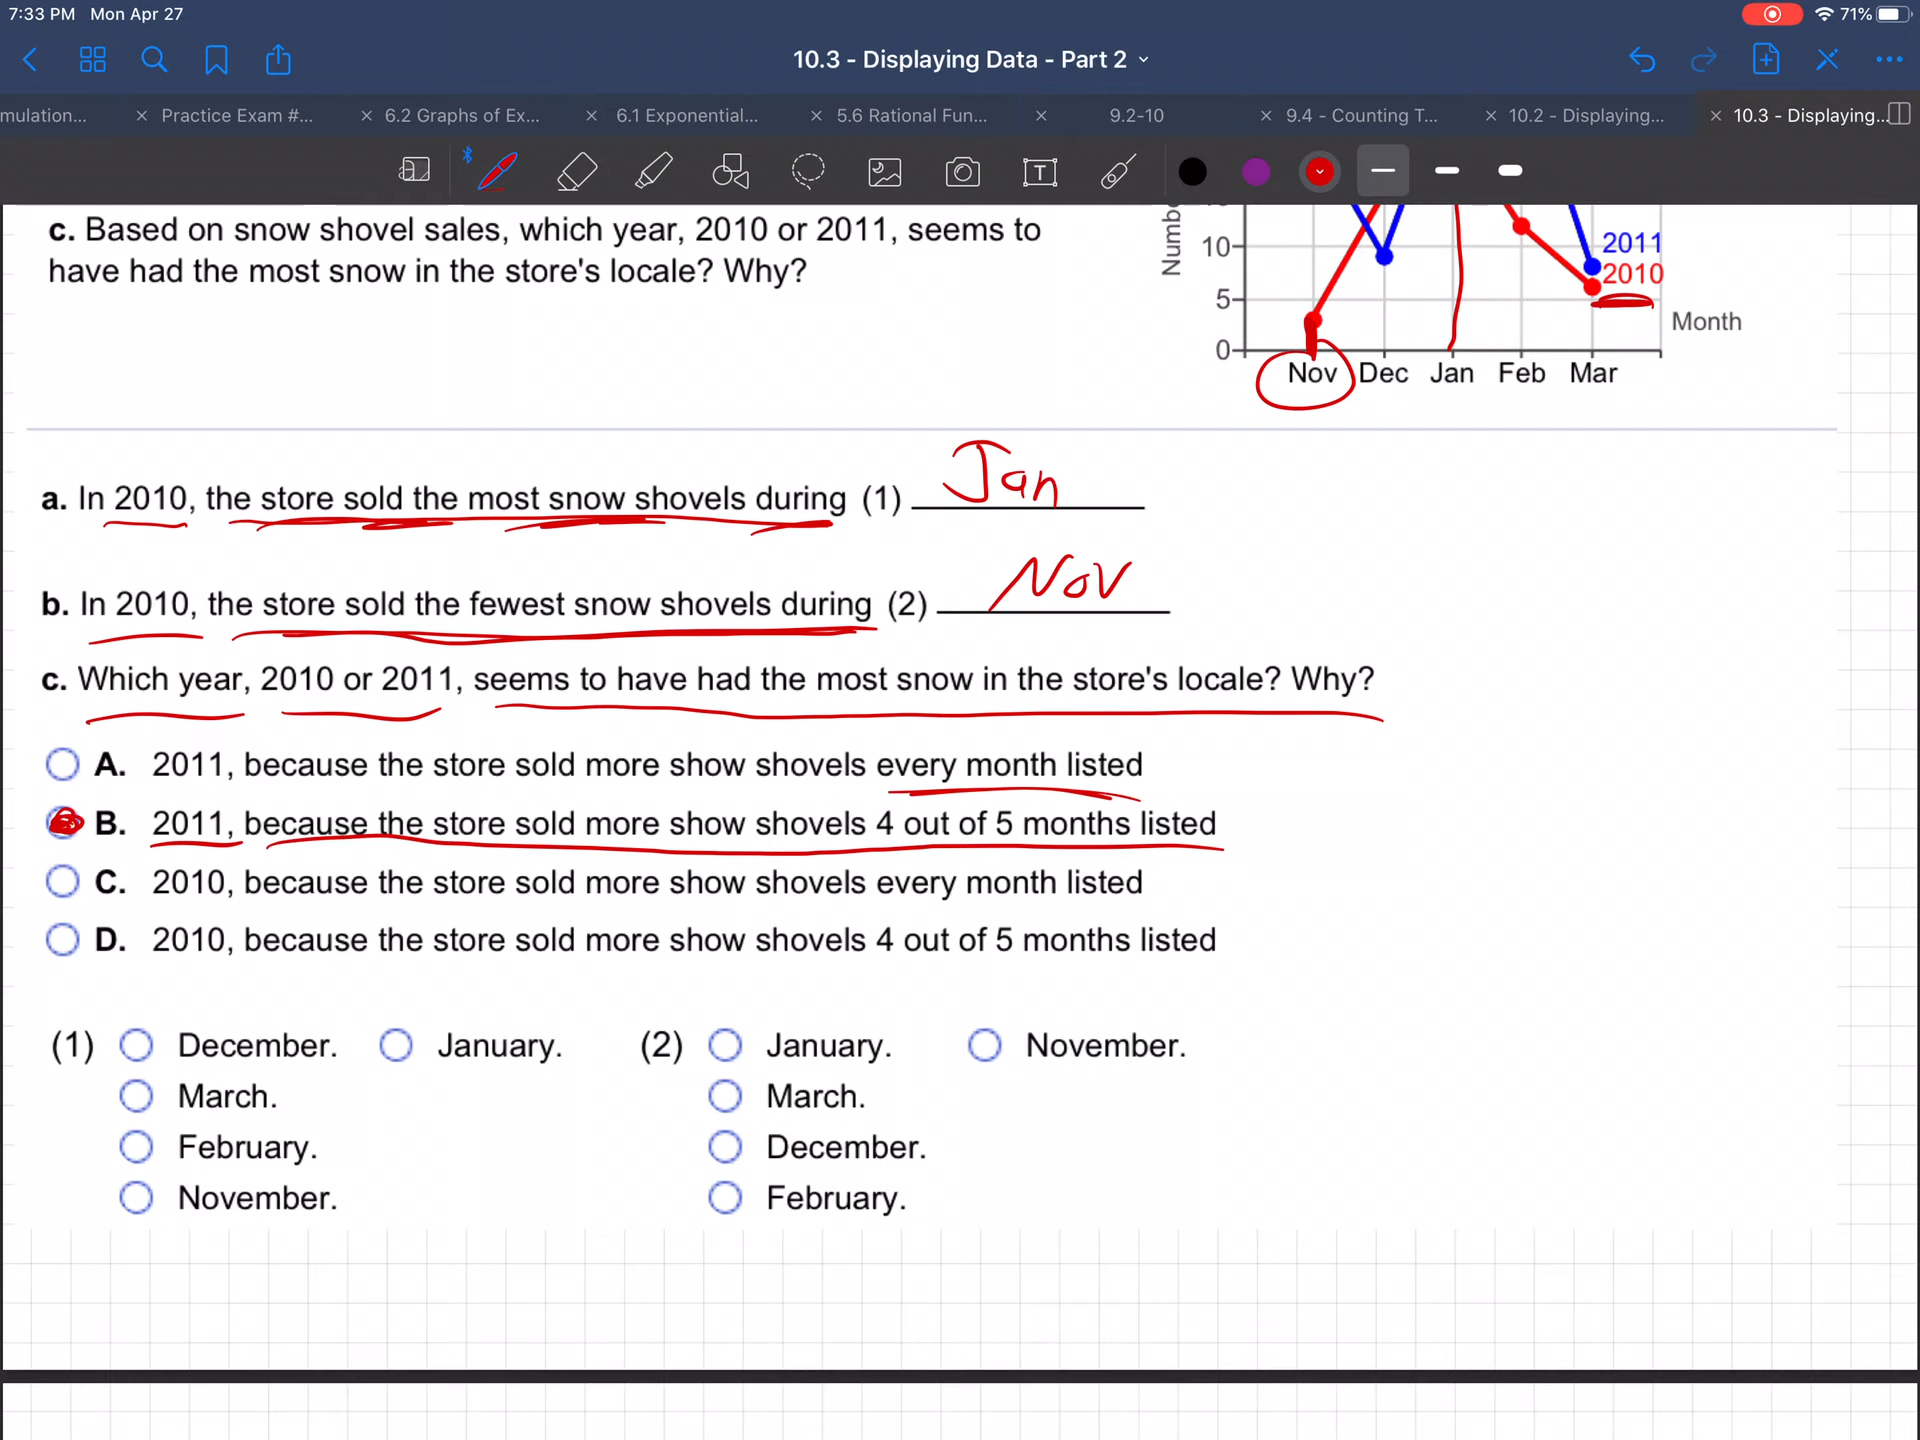 7:33 PM Mon Apr 27
71%
10.3 - Displaying Data - Part 2
mulation...
Practice Exam #...
6.2 Graphs of Ex...
6.1 Exponential...
5.6 Rational Fun...
9.2-10
9.4 - Counting T...
10.2 - Displaying...
10.3 - Displaying...
T
c. Based on snow shovel sales, which year, 2010 or 2011, seems to
have had the most snow in the store's locale? Why?
Numbe
10
5
0
2011
2010
Month
Nov Dec Jan Feb Mar
a. In 2010, the store sold the most snow shovels during (1) Jan
b. In 2010, the store sold the fewest snow shovels during (2) Nov
c. Which year, 2010 or 2011, seems to have had the most snow in the store's locale? Why?
A. 2011, because the store sold more show shovels every month listed
B. 2011, because the store sold more show shovels 4 out of 5 months listed
C. 2010, because the store sold more show shovels every month listed
D. 2010, because the store sold more show shovels 4 out of 5 months listed
(1) December. January. (2) January. November.
March. March.
February. December.
November. February.